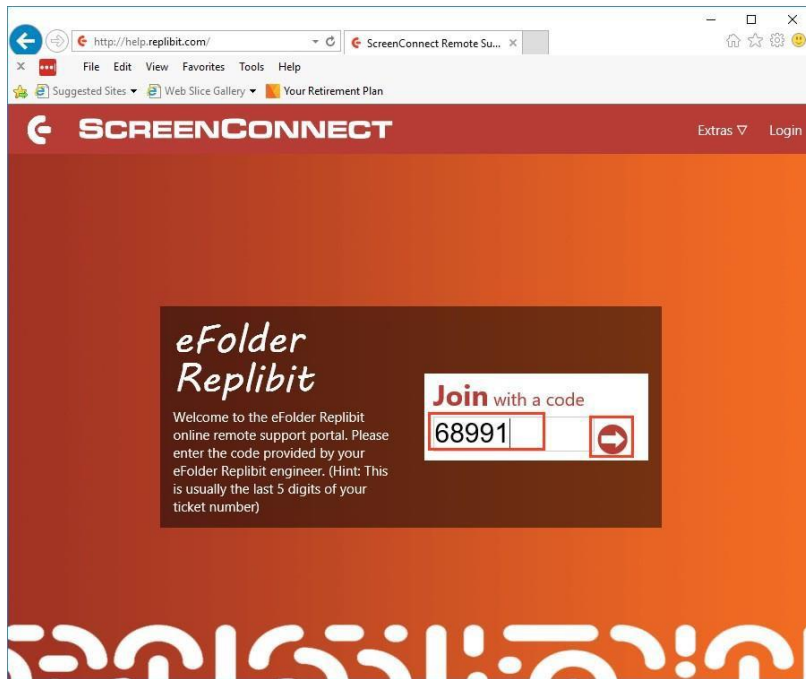 http://help.replibit.com/
ScreenConnect Remote Su...
File Edit View Favorites Tools Help
Suggested Sites Web Slice Gallery Your Retirement Plan
SCREENCONNECT
Extras Login
eFolder
Replibit
Welcome to the eFolder Replibit
online remote support portal. Please
enter the code provided by your
eFolder Replibit engineer. (Hint: This
is usually the last 5 digits of your
ticket number)
Join with a code
68991